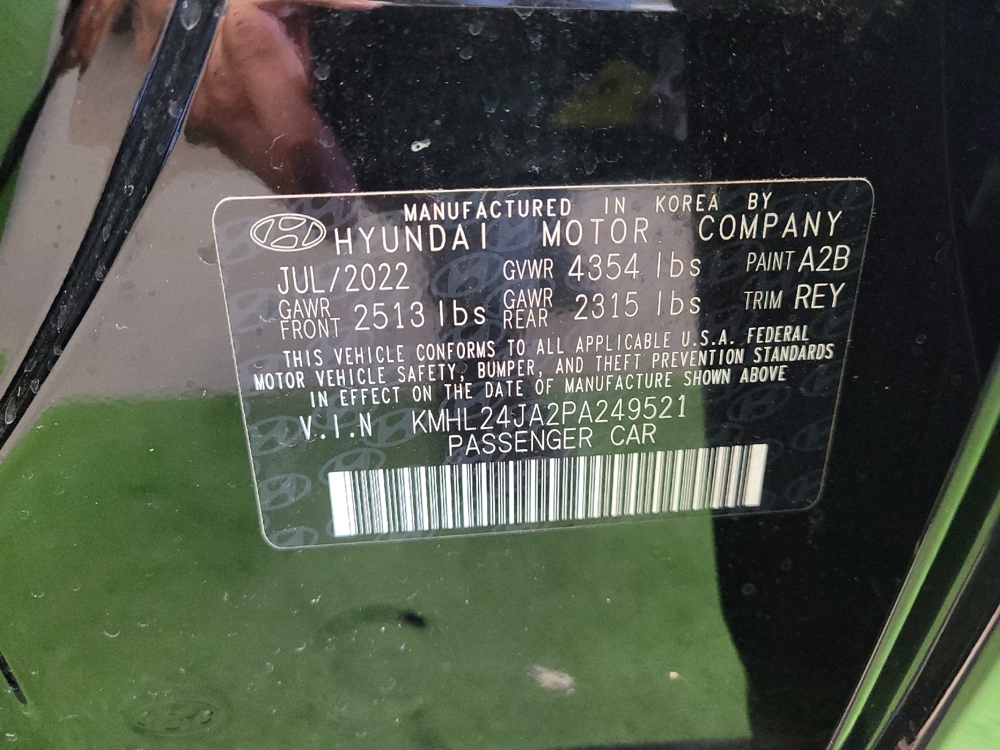 MANUFACTURED IN KOREA BY
HYUNDAI MOTOR COMPANY
JUL/2022 GVWR 4354 lbs PAINT A2B
GAWR FRONT 2513 lbs GAWR REAR 2315 lbs TRIM REY
THIS VEHICLE CONFORMS TO ALL APPLICABLE U.S.A. FEDERAL
MOTOR VEHICLE SAFETY, BUMPER, AND THEFT PREVENTION STANDARDS
IN EFFECT ON THE DATE OF MANUFACTURE SHOWN ABOVE
V.I.N KMHL24JA2PA249521
PASSENGER CAR